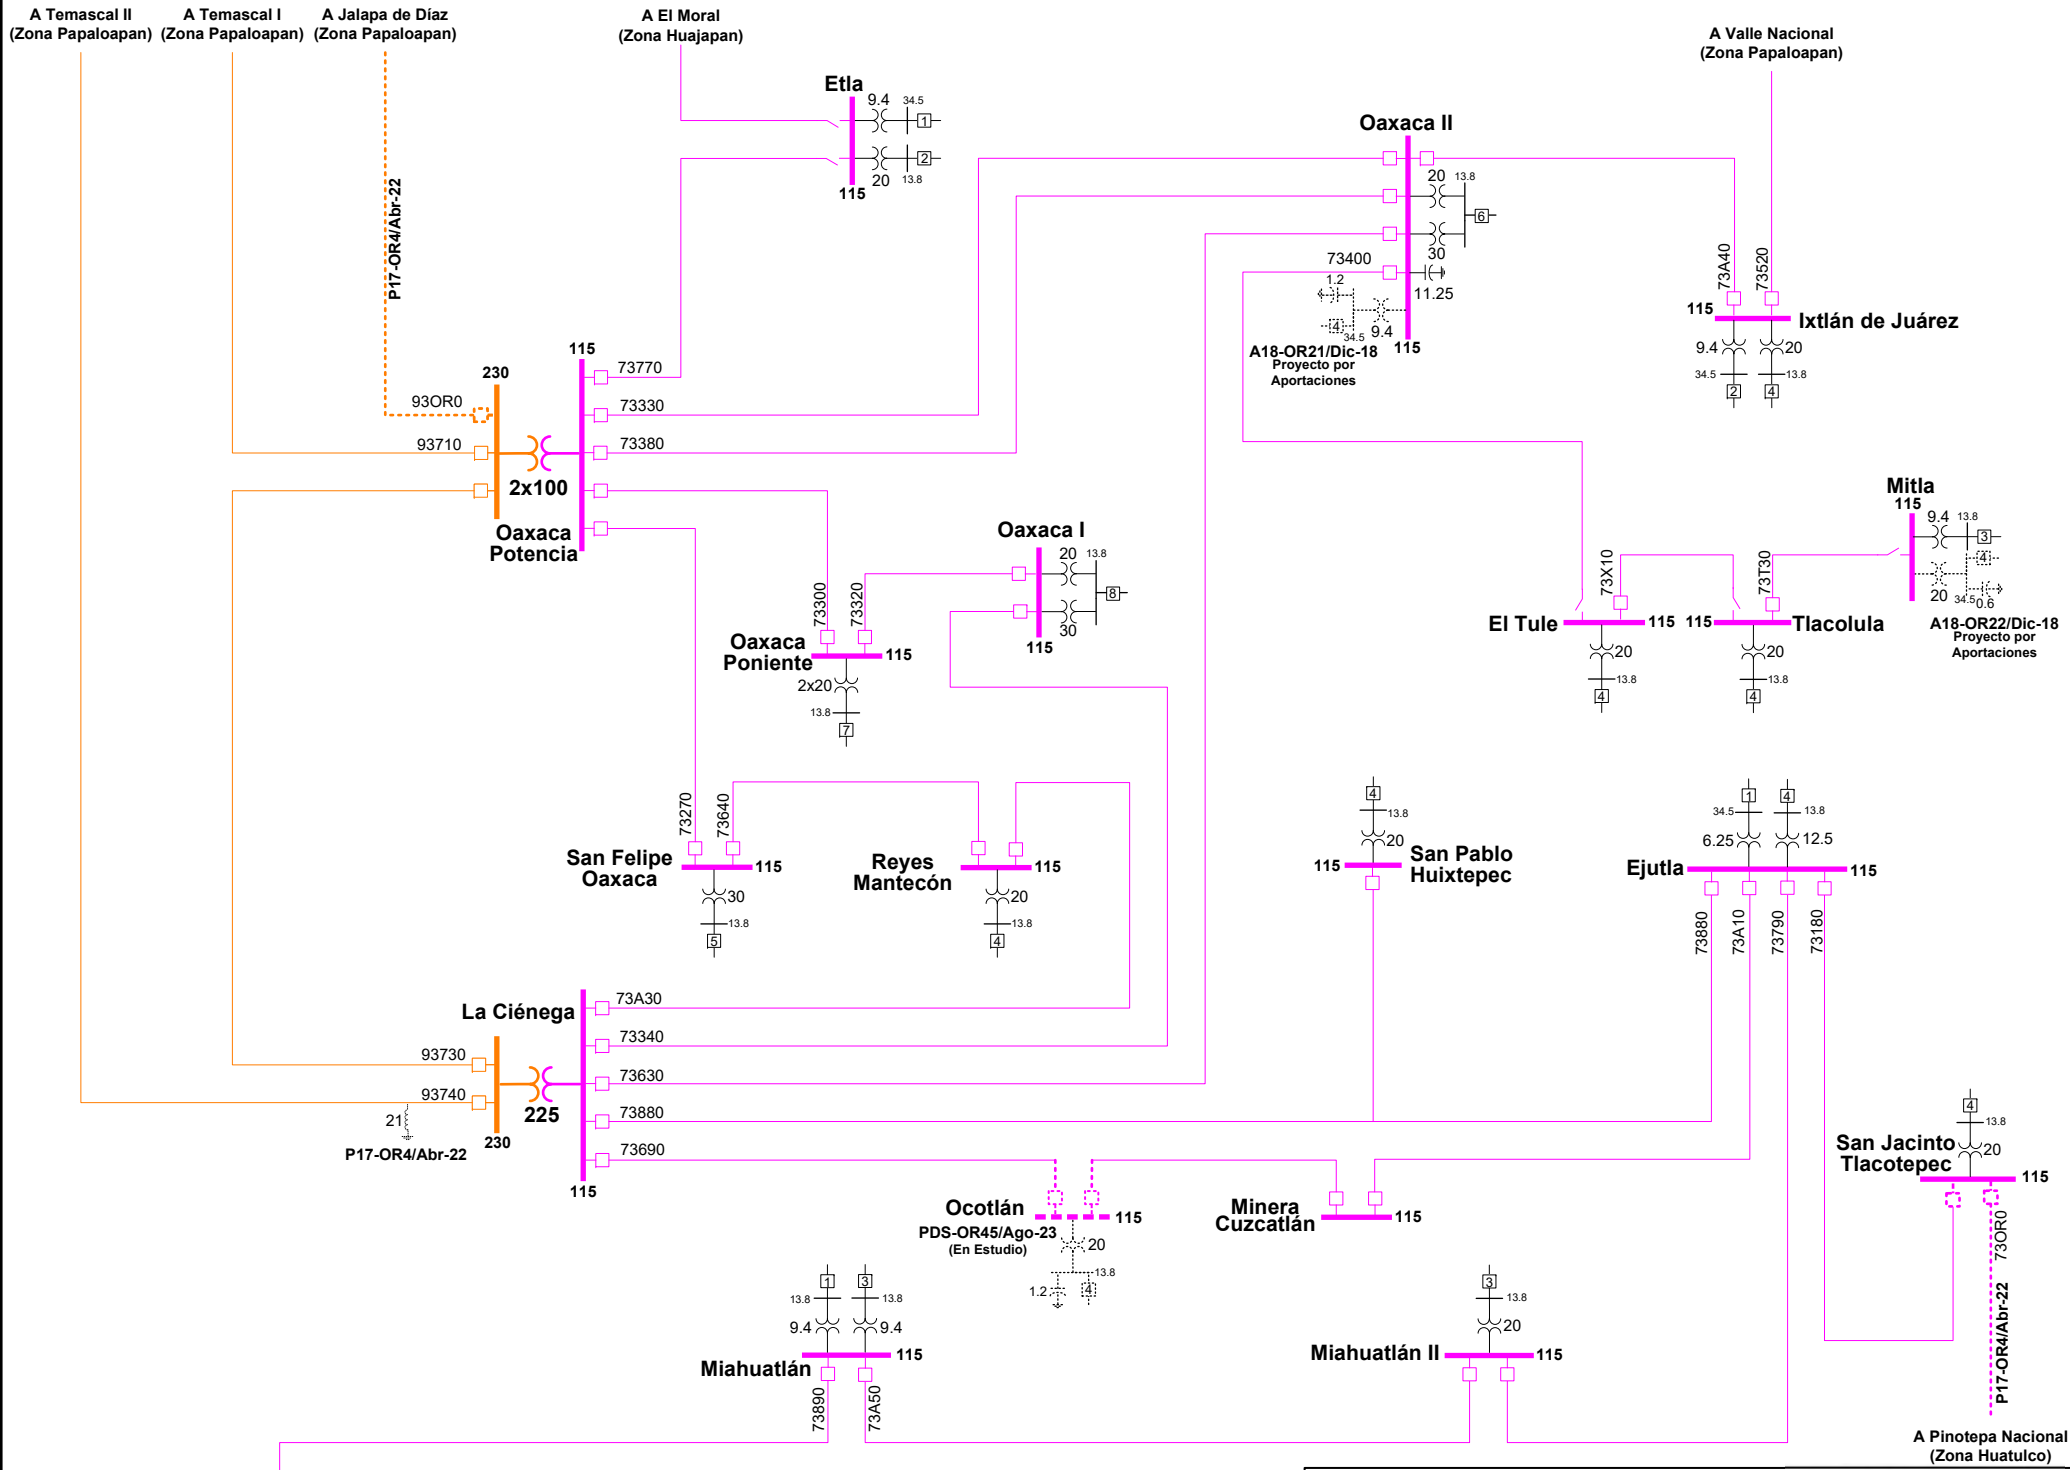 A Temascal II
(Zona Papaloapan)
A Temascal I
(Zona Papaloapan)
A Jalapa de Díaz
(Zona Papaloapan)
A El Moral
(Zona Huajapan)
A Valle Nacional
(Zona Papaloapan)
P17-OR4/Abr-22
Etla
9.4
34.5
1
2
20
13.8
115
Oaxaca II
20
13.8
6
30
73400
11.25
1.2
4
34.5
9.4
115
A18-OR21/Dic-18
Proyecto por
Aportaciones
73A40
73520
115
Ixtlán de Juárez
9.4
20
34.5
13.8
2
4
115
230
73770
73330
73380
93OR0
93710
2x100
Oaxaca
Potencia
Oaxaca I
20
13.8
8
30
115
73300
73320
Oaxaca
Poniente
115
2x20
13.8
7
Mitla
115
9.4
13.8
3
4
20
34.5
0.6
A18-OR22/Dic-18
Proyecto por
Aportaciones
73X10
73T30
El Tule
115
20
13.8
4
115
Tlacolula
20
13.8
4
73270
73640
San Felipe
Oaxaca
115
30
13.8
5
Reyes
Mantecón
115
20
13.8
4
4
13.8
20
115
San Pablo
Huixtepec
1
4
34.5
13.8
6.25
12.5
Ejutla
115
73880
73A10
73790
73180
La Ciénega
73A30
73340
73630
73880
73690
93730
93740
225
230
115
21
P17-OR4/Abr-22
Ocotlán
PDS-OR45/Ago-23
(En Estudio)
115
20
13.8
1.2
4
Minera
Cuzcatlán
115
4
13.8
20
San Jacinto
Tlacotepec
115
73OR0
P17-OR4/Abr-22
1
3
13.8
13.8
9.4
9.4
Miahuatlán
115
73890
73A50
3
13.8
20
Miahuatlán II
115
A Pinotepa Nacional
(Zona Huatulco)